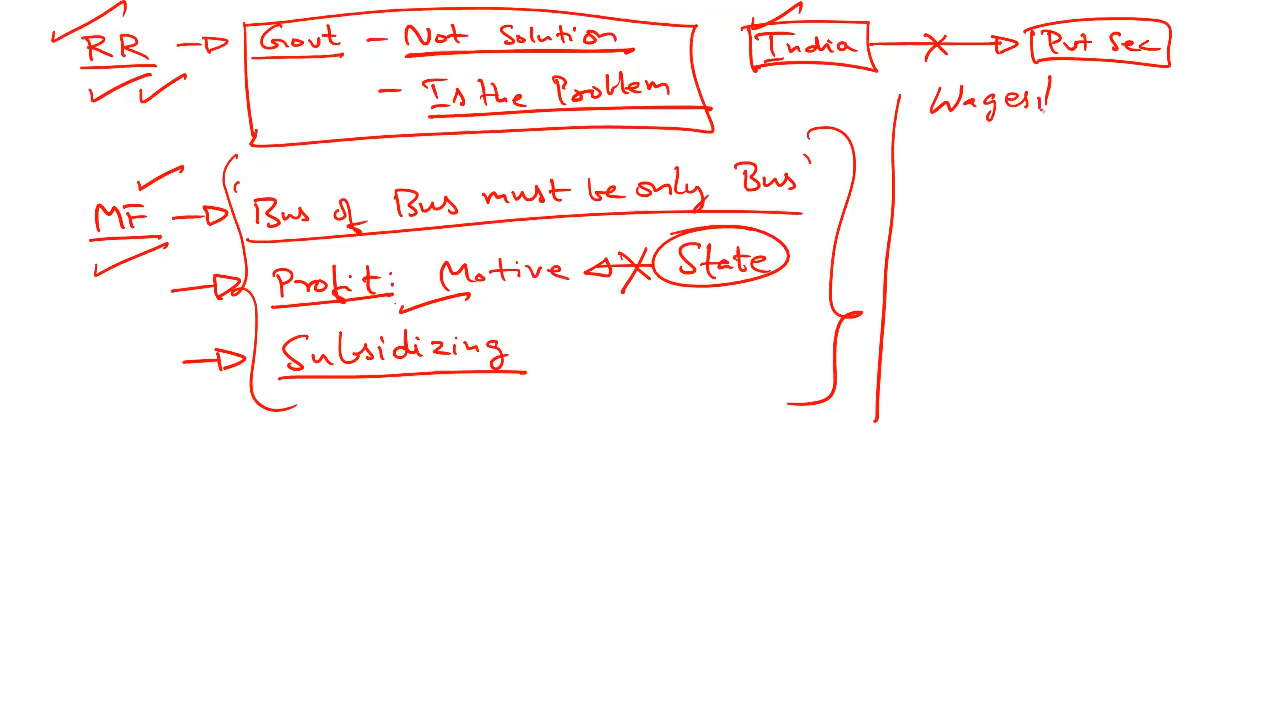 RR → Govt - Not Solution
- Is the Problem
India → Pvt Sec
Wages,
MF → 'Bus of Bus must be only Bus'
→ Profit: Motive ← State
→ Subsidizing